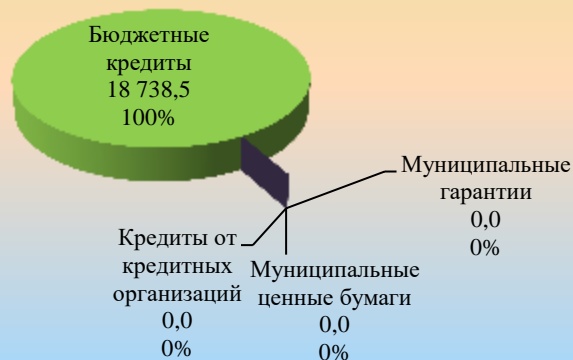 Бюджетные
кредиты
18 738,5
100%
Муниципальные
гарантии
0,0
0%
Кредиты от
кредитных
организаций
0,0
0%
Муниципальные
ценные бумаги
0,0
0%